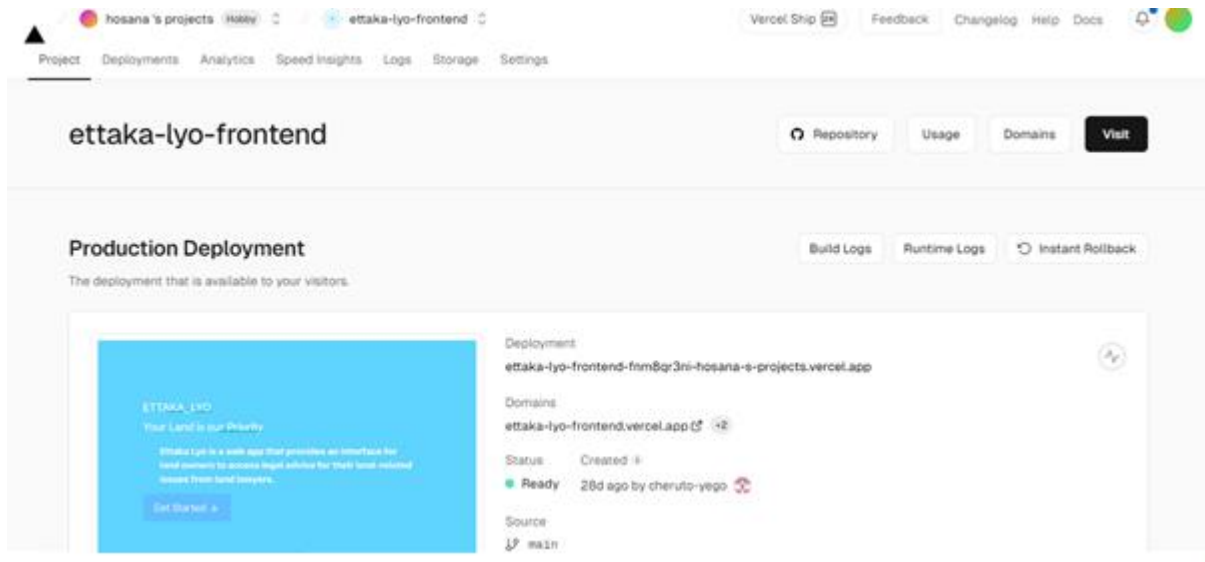 hosana 's projects Hobby ettaka-lyo-frontend Vercel Ship Feedback Changelog Help Docs
Project Deployments Analytics Speed Insights Logs Storage Settings
ettaka-lyo-frontend Repository Usage Domains Visit
Production Deployment Build Logs Runtime Logs Instant Rollback
The deployment that is available to your visitors.
Deployment
ettaka-lyo-frontend-fnm8qr3ni-hosana-s-projects.vercel.app
Domains
ettaka-lyo-frontend.vercel.app +2
Status Created
Ready 28d ago by cheruto-yego
Source
main
ETTAKA_LYO
Your Land is our Priority
Ettaka Lyo is a web app that provides an interface for
land owners to access legal advice for their land related
issues from land lawyers.
Get Started